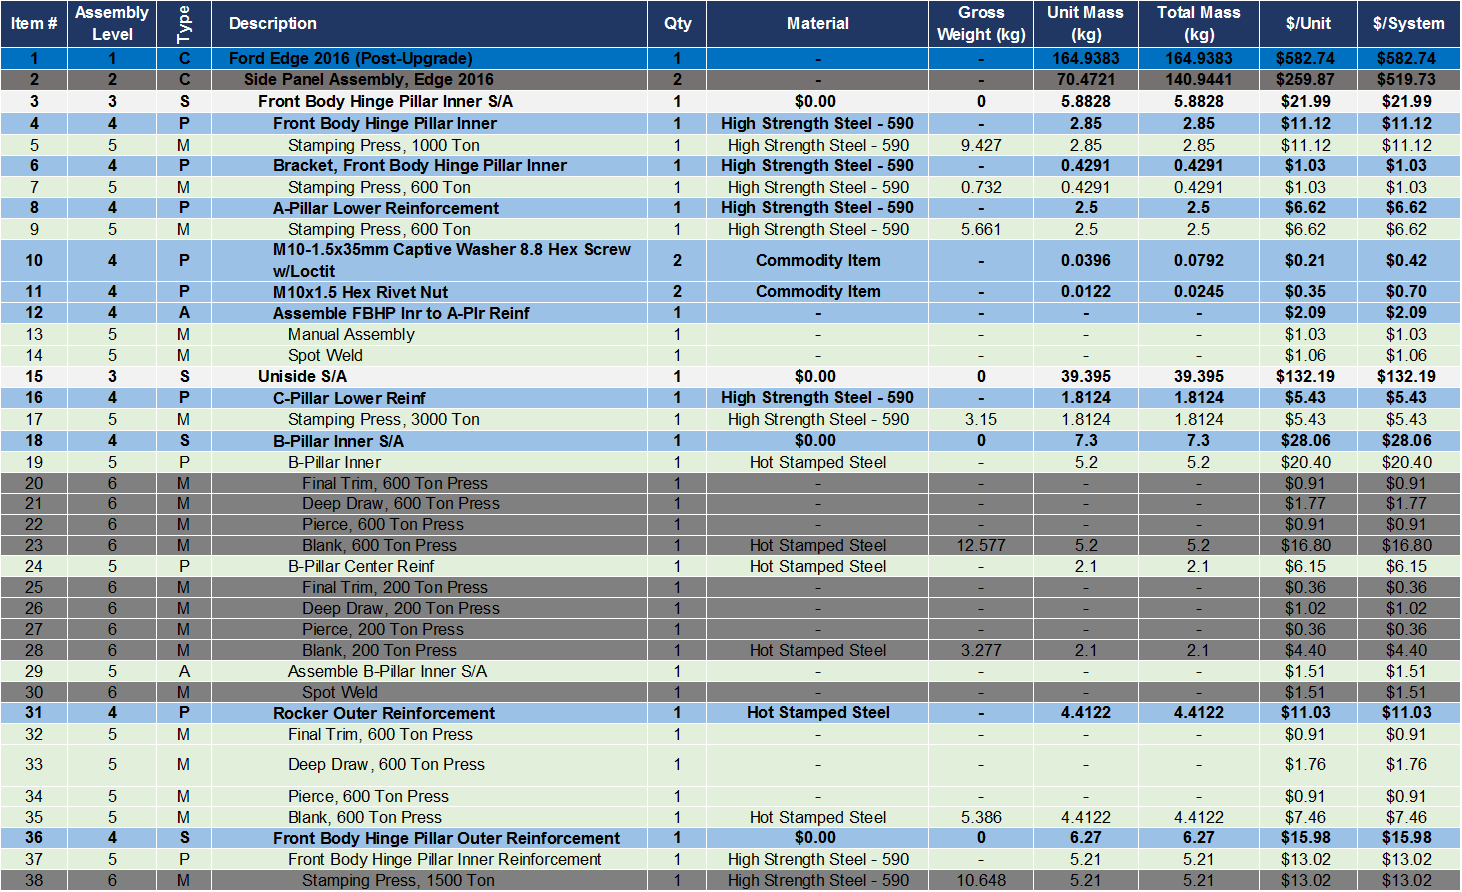 Item # Assembly Level Type Description Qty Material Gross Weight (kg) Unit Mass (kg) Total Mass (kg) $/Unit $/System
1 1 C Ford Edge 2016 (Post-Upgrade) 1 - - 164.9383 164.9383 $582.74 $582.74
2 2 C Side Panel Assembly, Edge 2016 2 - - 70.4721 140.9441 $259.87 $519.73
3 3 S Front Body Hinge Pillar Inner S/A 1 $0.00 0 5.8828 5.8828 $21.99 $21.99
4 4 P Front Body Hinge Pillar Inner 1 High Strength Steel - 590 - 2.85 2.85 $11.12 $11.12
5 5 M Stamping Press, 1000 Ton 1 High Strength Steel - 590 9.427 2.85 2.85 $11.12 $11.12
6 4 P Bracket, Front Body Hinge Pillar Inner 1 High Strength Steel - 590 - 0.4291 0.4291 $1.03 $1.03
7 5 M Stamping Press, 600 Ton 1 High Strength Steel - 590 0.732 0.4291 0.4291 $1.03 $1.03
8 4 P A-Pillar Lower Reinforcement 1 High Strength Steel - 590 - 2.5 2.5 $6.62 $6.62
9 5 M Stamping Press, 600 Ton 1 High Strength Steel - 590 5.661 2.5 2.5 $6.62 $6.62
10 4 P M10-1.5x35mm Captive Washer 8.8 Hex Screw w/Loctit 2 Commodity Item - 0.0396 0.0792 $0.21 $0.42
11 4 P M10x1.5 Hex Rivet Nut 2 Commodity Item - 0.0122 0.0245 $0.35 $0.70
12 4 A Assemble FBHP Inr to A-Plr Reinf 1 - - - - $2.09 $2.09
13 5 M Manual Assembly 1 - - - - $1.03 $1.03
14 5 M Spot Weld 1 - - - - $1.06 $1.06
15 3 S Uniside S/A 1 $0.00 0 39.395 39.395 $132.19 $132.19
16 4 P C-Pillar Lower Reinf 1 High Strength Steel - 590 - 1.8124 1.8124 $5.43 $5.43
17 5 M Stamping Press, 3000 Ton 1 High Strength Steel - 590 3.15 1.8124 1.8124 $5.43 $5.43
18 4 S B-Pillar Inner S/A 1 $0.00 0 7.3 7.3 $28.06 $28.06
19 5 P B-Pillar Inner 1 Hot Stamped Steel - 5.2 5.2 $20.40 $20.40
20 6 M Final Trim, 600 Ton Press 1 - - - - $0.91 $0.91
21 6 M Deep Draw, 600 Ton Press 1 - - - - $1.77 $1.77
22 6 M Pierce, 600 Ton Press 1 - - - - $0.91 $0.91
23 6 M Blank, 600 Ton Press 1 Hot Stamped Steel 12.577 5.2 5.2 $16.80 $16.80
24 5 P B-Pillar Center Reinf 1 Hot Stamped Steel - 2.1 2.1 $6.15 $6.15
25 6 M Final Trim, 200 Ton Press 1 - - - - $0.36 $0.36
26 6 M Deep Draw, 200 Ton Press 1 - - - - $1.02 $1.02
27 6 M Pierce, 200 Ton Press 1 - - - - $0.36 $0.36
28 6 M Blank, 200 Ton Press 1 Hot Stamped Steel 3.277 2.1 2.1 $4.40 $4.40
29 5 A Assemble B-Pillar Inner S/A 1 - - - - $1.51 $1.51
30 6 M Spot Weld 1 - - - - $1.51 $1.51
31 4 P Rocker Outer Reinforcement 1 Hot Stamped Steel - 4.4122 4.4122 $11.03 $11.03
32 5 M Final Trim, 600 Ton Press 1 - - - - $0.91 $0.91
33 5 M Deep Draw, 600 Ton Press 1 - - - - $1.76 $1.76
34 5 M Pierce, 600 Ton Press 1 - - - - $0.91 $0.91
35 5 M Blank, 600 Ton Press 1 Hot Stamped Steel 5.386 4.4122 4.4122 $7.46 $7.46
36 4 S Front Body Hinge Pillar Outer Reinforcement 1 $0.00 0 6.27 6.27 $15.98 $15.98
37 5 P Front Body Hinge Pillar Inner Reinforcement 1 High Strength Steel - 590 - 5.21 5.21 $13.02 $13.02
38 6 M Stamping Press, 1500 Ton 1 High Strength Steel - 590 10.648 5.21 5.21 $13.02 $13.02